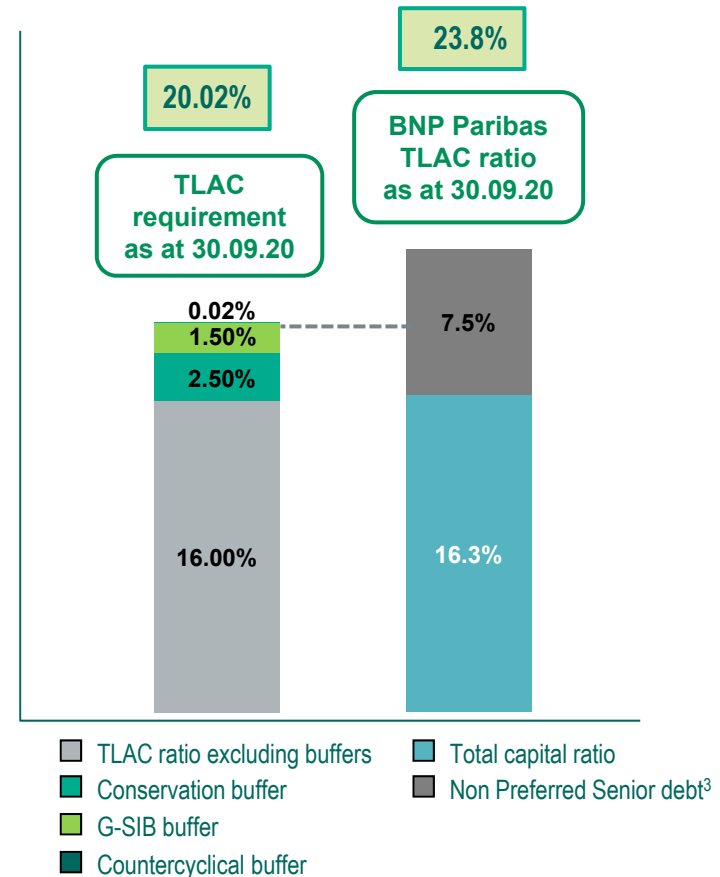 23.8%
20.02%
BNP Paribas
TLAC ratio
as at 30.09.20
TLAC
requirement
as at 30.09.20
0.02%
1.50%
2.50%
16.00%
7.5%
16.3%
TLAC ratio excluding buffers
Conservation buffer
G-SIB buffer
Countercyclical buffer
Total capital ratio
Non Preferred Senior debt³